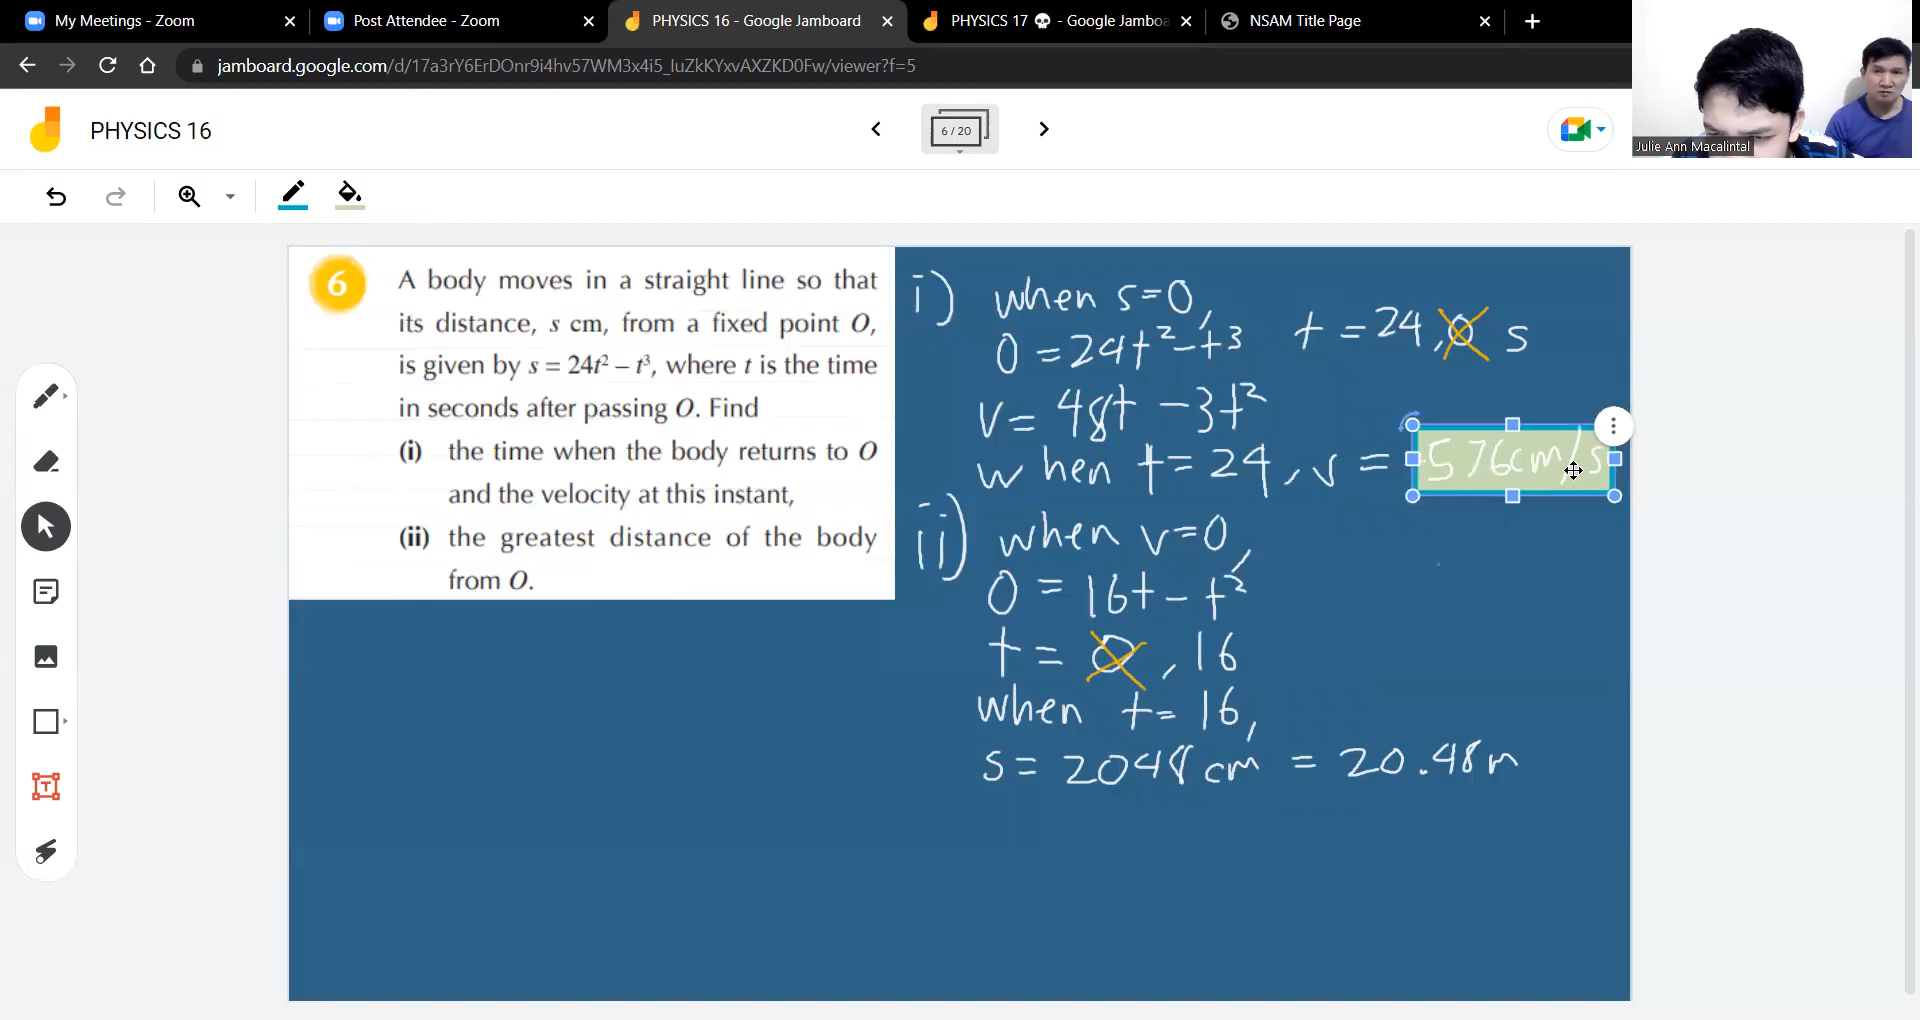 My Meetings - Zoom
Post Attendee - Zoom
PHYSICS 16 - Google Jamboard
PHYSICS 17 💀 - Google Jamboa
NSAM Title Page
jamboard.google.com/d/17a3rY6ErDOnr9i4hv57WM3x4i5_IuZkKYxvAXZKD0Fw/viewer?f=5
Julie Ann Macalintal
PHYSICS 16
6 / 20
6
A body moves in a straight line so that
its distance, s cm, from a fixed point O,
is given by s = 24t² – t³, where t is the time
in seconds after passing O. Find
(i) the time when the body returns to O
and the velocity at this instant,
(ii) the greatest distance of the body
from O.
i) when s=0,
0 = 24t² - t³ t = 24, 0 s
v = 48t - 3t²
when t = 24, v = -576cm/s
ii) when v=0,
0 = 16t - t²
t = 0, 16
when t = 16,
s = 2048 cm = 20.48m